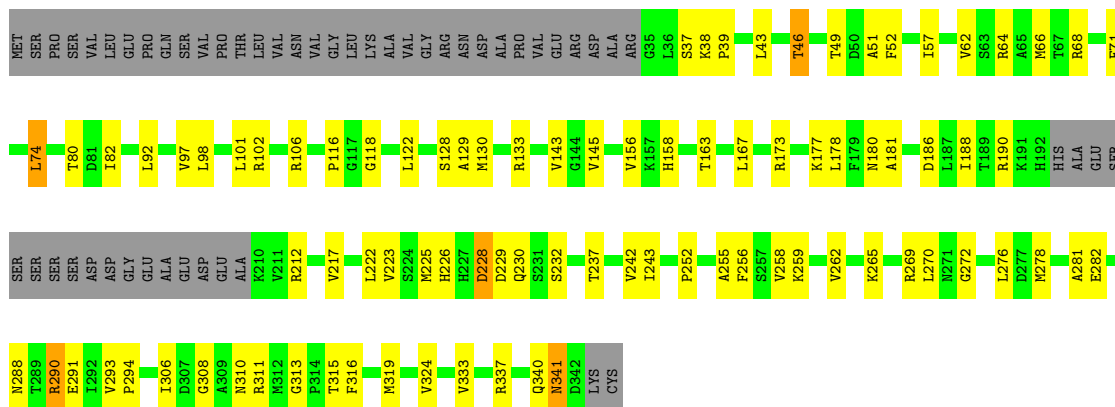 MET SER PRO SER VAL LEU GLU PRO GLN SER VAL PRO THR LEU VAL ASN VAL GLY LEU LYS ALA VAL GLY ARG ASN ASP ALA PRO VAL GLU ARG ASP ALA ARG G35 L36 S37 K38 P39 L43 T46 T49 D50 A51 F52 I57 V62 S63 R64 A65 M66 T67 R68
L74 T80 D81 I82 L92 V97 L98 L101 R102 R106 P116 G117 G118 L122 S128 A129 M130 R133 V143 G144 V145 V156 K157 H158 T163 L167 R173 K177 L178 F179 N180 A181 D186 L187 I188 T189 R190 K191 H192 HIS ALA GLU SER
SER SER SER SER ASP ASP GLY GLU ALA GLU ASP GLU ALA K210 V211 R212 V217 L222 V223 S224 M225 H226 H227 D228 D229 Q230 S231 S232 T237 V242 I243 P252 A255 F256 S257 V258 K259 V262 K265 R269 L270 N271 G272 L276 D277 M278 A281 E282
N288 T289 R290 E291 I292 V293 P294 I306 D307 G308 A309 N310 R311 M312 G313 P314 T315 F316 M319 V324 V333 R337 Q340 N341 D342 LYS CYS